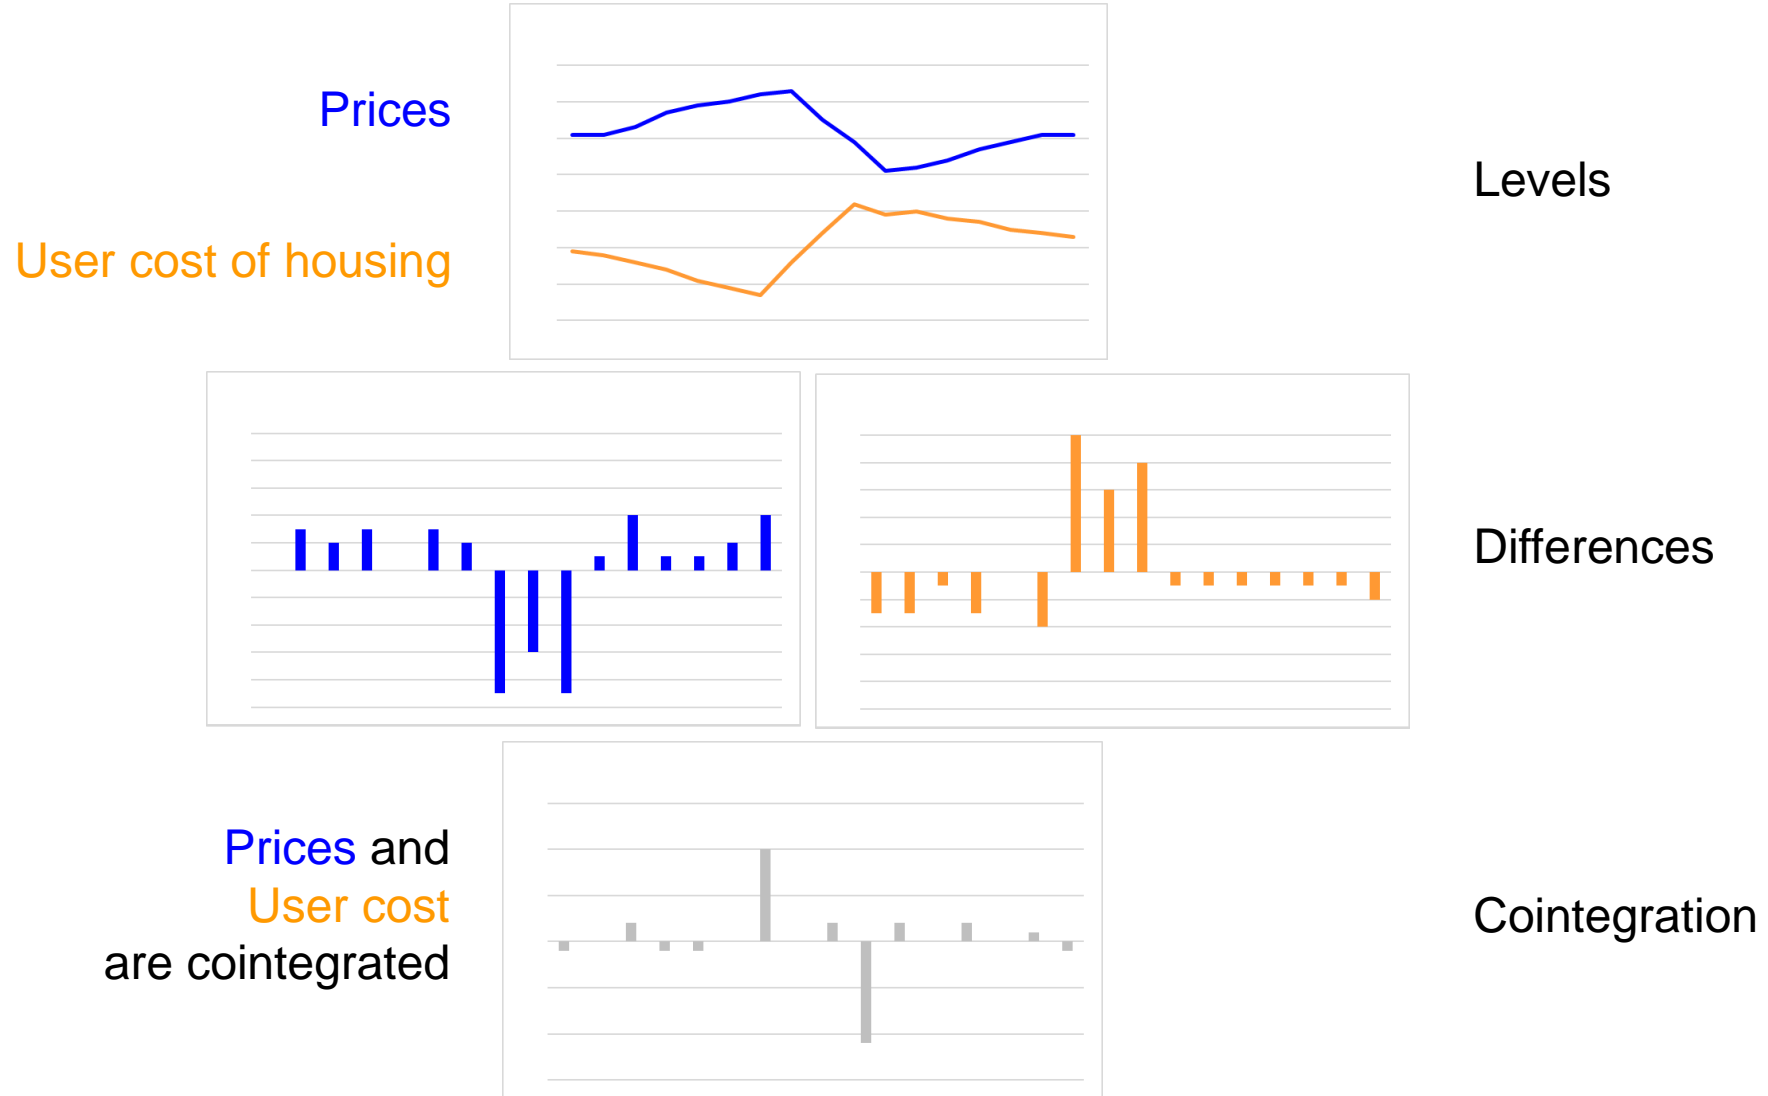 Prices
Levels
User cost of housing
Differences
Prices and
User cost
are cointegrated
Cointegration